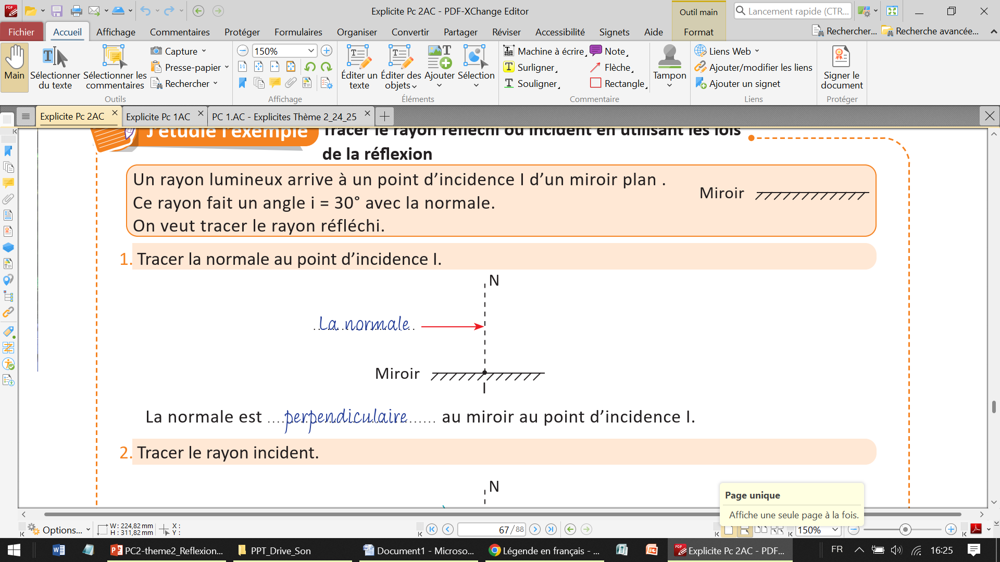 Explicite Pc 2AC - PDF-XChange Editor
Outil main
Lancement rapide (CTR...
Fichier
Accueil
Affichage
Commentaires
Protéger
Formulaires
Organiser
Convertir
Partager
Réviser
Accessibilité
Signets
Aide
Format
Rechercher...
Recherche avancée...
Main
Sélectionner du texte
Sélectionner les commentaires
Capture
Presse-papier
Rechercher
Outils
150%
Affichage
Éditer un texte
Éditer des objets
Ajouter
Sélection
Éléments
Machine à écrire
Surligner
Souligner
Note
Flèche
Rectangle
Tampon
Commentaire
Liens Web
Ajouter/modifier les liens
Ajouter un signet
Liens
Signer le document
Protéger
Explicite Pc 2AC
Explicite Pc 1AC
PC 1.AC - Explicites Thème 2_24_25
J'étudie l'exemple
Tracer le rayon réfléchi ou incident en utilisant les lois
de la réflexion
Un rayon lumineux arrive à un point d’incidence I d’un miroir plan .
Ce rayon fait un angle i = 30° avec la normale.
On veut tracer le rayon réfléchi.
Miroir
1. Tracer la normale au point d’incidence I.
N
La normale
Miroir
I
La normale est ....perpendiculaire...... au miroir au point d’incidence I.
2. Tracer le rayon incident.
N
Page unique
Affiche une seule page à la fois.
Options...
W : 224,82 mm
H : 311,82 mm
X :
Y :
67 / 88
150%
PC2-theme2_Reflexion...
PPT_Drive_Son
Document1 - Microso...
Légende en français - ...
Explicite Pc 2AC - PDF...
FR
16:25